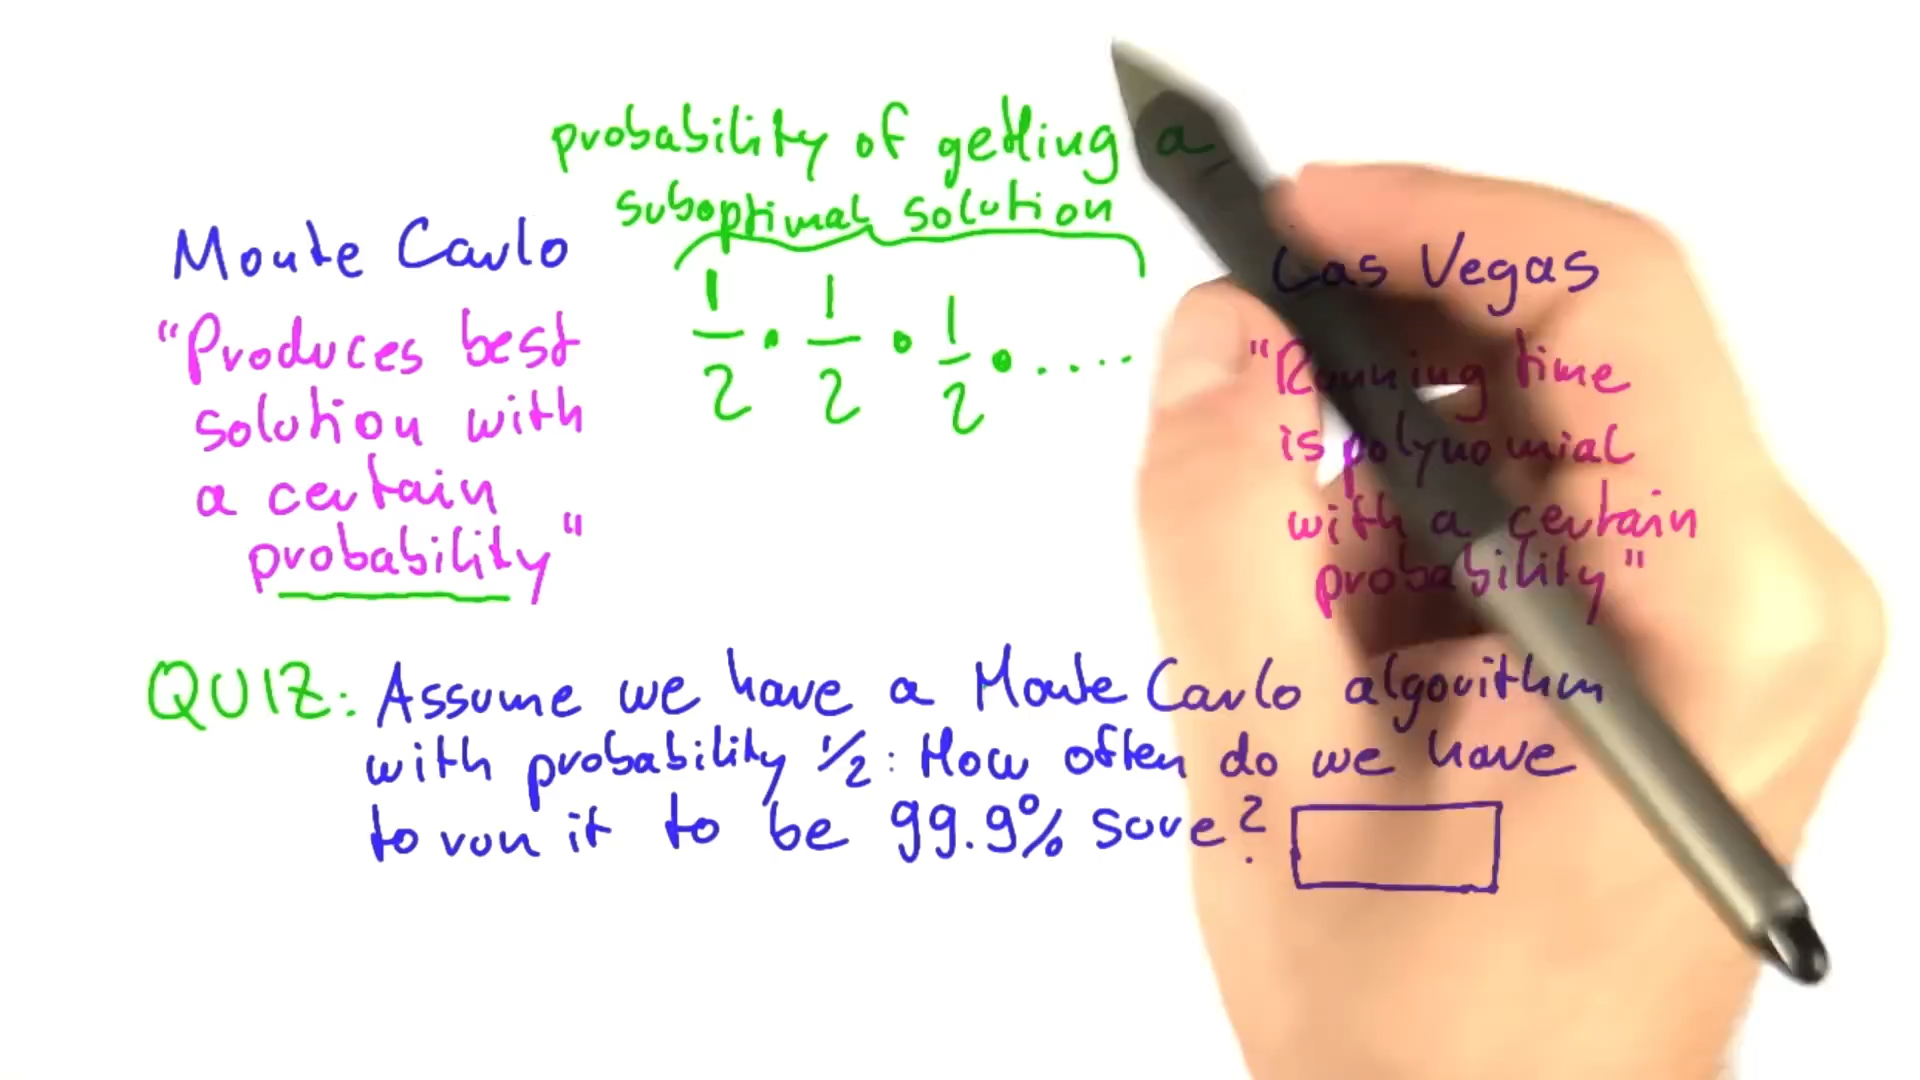 probability of getting a
suboptimal solution
Monte Carlo
"Produces best
solution with
a certain
probability"
1/2 · 1/2 · 1/2 · ....
Las Vegas
"Running time
is polynomial
with a certain
probability"
QUIZ: Assume we have a Monte Carlo algorithm
with probability 1/2: How often do we have
to run it to be 99.9% sure?